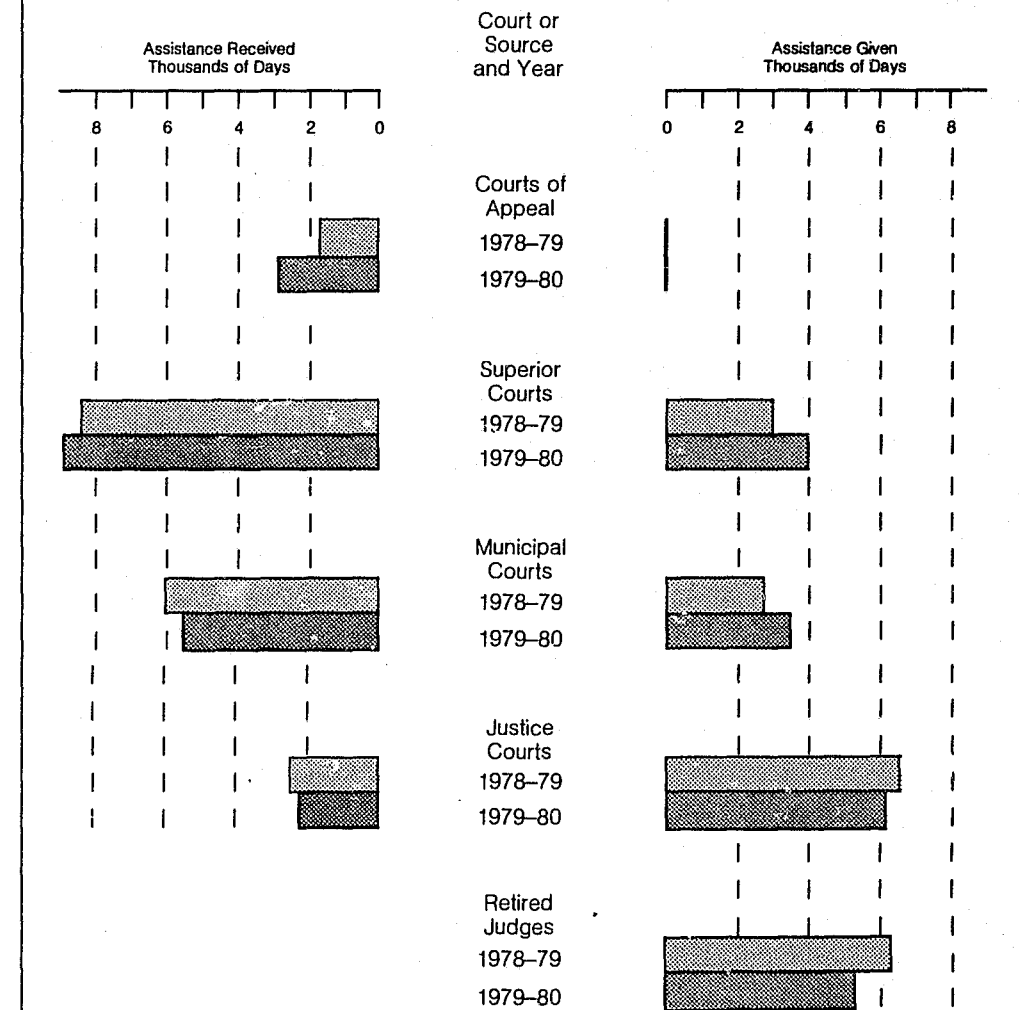 Court or
Source
and Year
Assistance Received
Thousands of Days
Assistance Given
Thousands of Days
8 6 4 2 0
0 2 4 6 8
Courts of
Appeal
1978–79
1979–80
Superior
Courts
1978–79
1979–80
Municipal
Courts
1978–79
1979–80
Justice
Courts
1978–79
1979–80
Retired
Judges
1978–79
1979–80